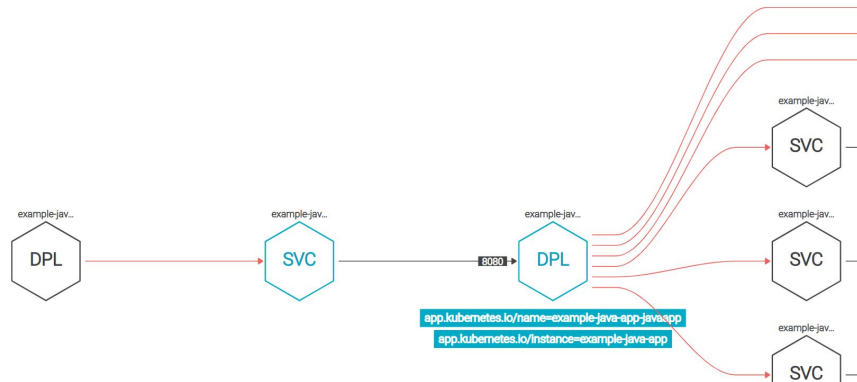 example-jav...
SVC
example-jav...
DPL
example-jav...
SVC
8080
example-jav...
DPL
example-jav...
SVC
app.kubernetes.io/name=example-java-app-javaapp
app.kubernetes.io/instance=example-java-app
example-jav...
SVC